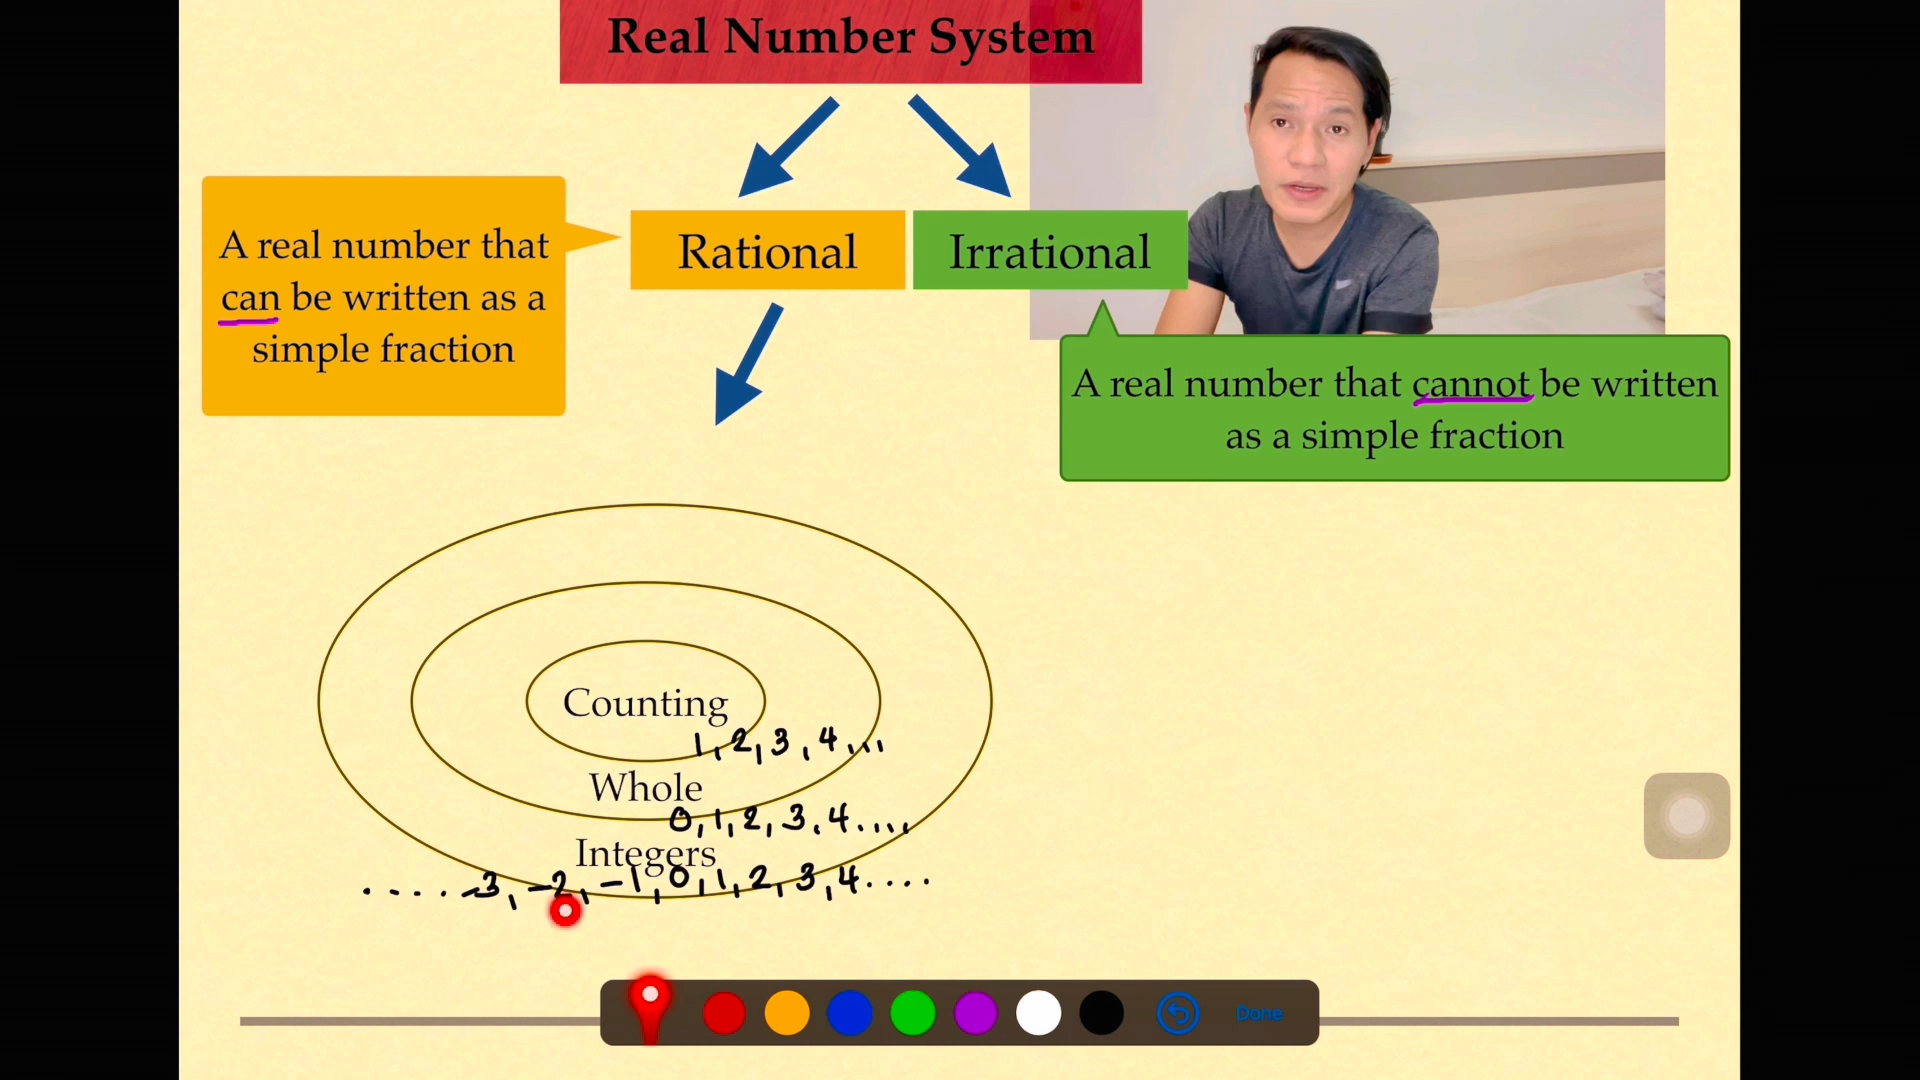 Real Number System
Rational
Irrational
A real number that
can be written as a
simple fraction
A real number that cannot be written
as a simple fraction
Counting
1, 2, 3, 4...
Whole
0, 1, 2, 3, 4....
Integers
.....-3, -2, -1, 0, 1, 2, 3, 4....
Done